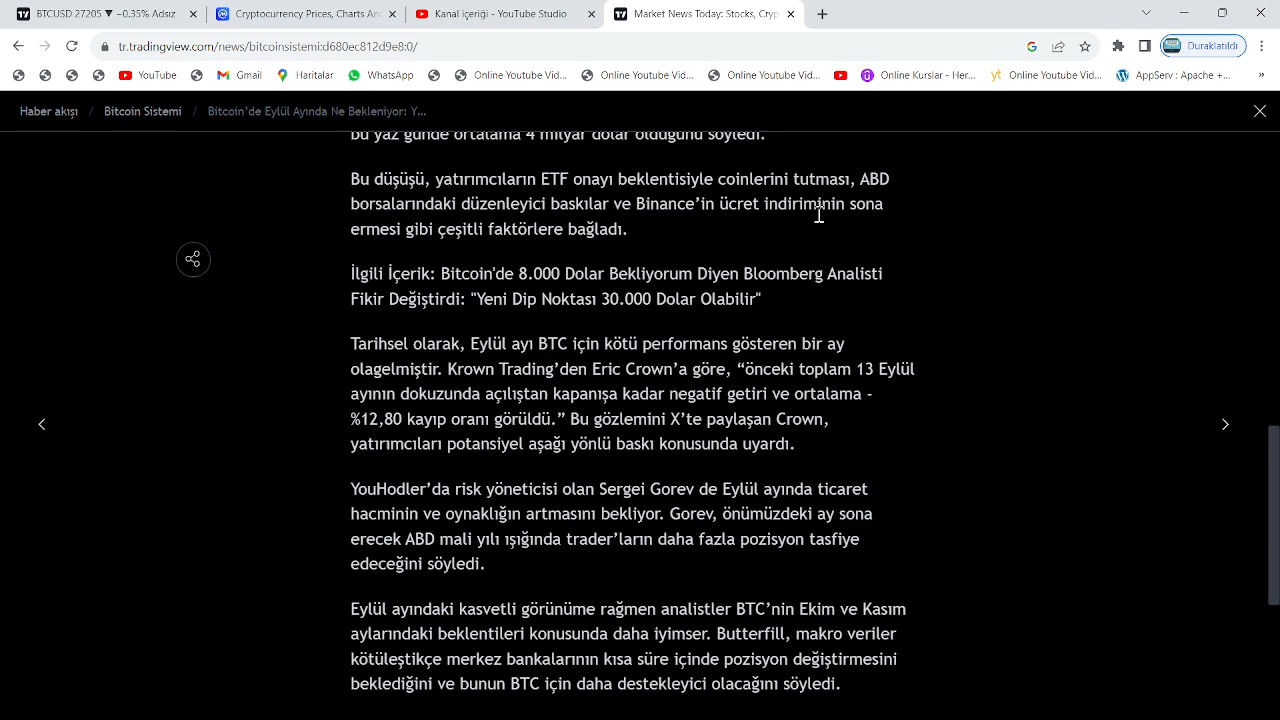 BTCUSD 27205 ▼ −0.35% Adsız
Cryptocurrency Prices, Charts An
Kanal içeriği - YouTube Studio
Market News Today: Stocks, Cryp
tr.tradingview.com/news/bitcoinsistemi:d680ec812d9e8:0/
Duraklatıldı
YouTube
Gmail
Haritalar
WhatsApp
Online Youtube Vid...
Online Youtube Vid...
Online Youtube Vid...
Online Kurslar - Her...
yt Online Youtube Vid...
AppServ : Apache +...
»
Haber akışı / Bitcoin Sistemi / Bitcoin’de Eylül Ayında Ne Bekleniyor: Y...
bu yaz günde ortalama 4 milyar dolar olduğunu söyledi.
Bu düşüşü, yatırımcıların ETF onayı beklentisiyle coinlerini tutması, ABD
borsalarındaki düzenleyici baskılar ve Binance’in ücret indiriminin sona
ermesi gibi çeşitli faktörlere bağladı.
İlgili İçerik: Bitcoin'de 8.000 Dolar Bekliyorum Diyen Bloomberg Analisti
Fikir Değiştirdi: "Yeni Dip Noktası 30.000 Dolar Olabilir"
Tarihsel olarak, Eylül ayı BTC için kötü performans gösteren bir ay
olagelmiştir. Krown Trading’den Eric Crown’a göre, “önceki toplam 13 Eylül
ayının dokuzunda açılıştan kapanışa kadar negatif getiri ve ortalama -
%12,80 kayıp oranı görüldü.” Bu gözlemini X’te paylaşan Crown,
yatırımcıları potansiyel aşağı yönlü baskı konusunda uyardı.
YouHodler’da risk yöneticisi olan Sergei Gorev de Eylül ayında ticaret
hacminin ve oynaklığın artmasını bekliyor. Gorev, önümüzdeki ay sona
erecek ABD mali yılı ışığında trader’ların daha fazla pozisyon tasfiye
edeceğini söyledi.
Eylül ayındaki kasvetli görünüme rağmen analistler BTC’nin Ekim ve Kasım
aylarındaki beklentileri konusunda daha iyimser. Butterfill, makro veriler
kötüleştikçe merkez bankalarının kısa süre içinde pozisyon değiştirmesini
beklediğini ve bunun BTC için daha destekleyici olacağını söyledi.